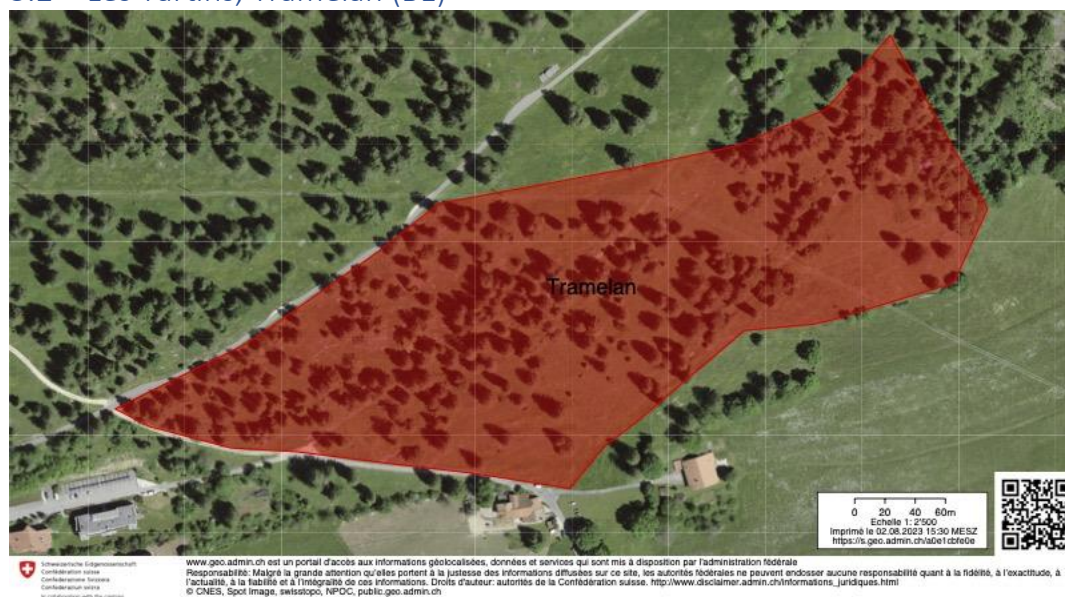 Tramelan
0 20 40 60m
Echelle 1: 2'500
Imprimé le 02.08.2023 15:30 MESZ
https://s.geo.admin.ch/a0e1cbfe0e
Schweizerische Eidgenossenschaft
Confédération suisse
Confederazione Svizzera
Confederaziun svizra
www.geo.admin.ch est un portail d'accès aux informations géolocalisées, données et services qui sont mis à disposition par l'administration fédérale
Responsabilité: Malgré la grande attention qu'elles portent à la justesse des informations diffusées sur ce site, les autorités fédérales ne peuvent endosser aucune responsabilité quant à la fidélité, à l'exactitude, à
l'actualité, à la fiabilité et à l'intégralité de ces informations. Droits d'auteur: autorités de la Confédération suisse. http://www.disclaimer.admin.ch/informations_juridiques.html
© CNES, Spot Image, swisstopo, NPOC, public.geo.admin.ch